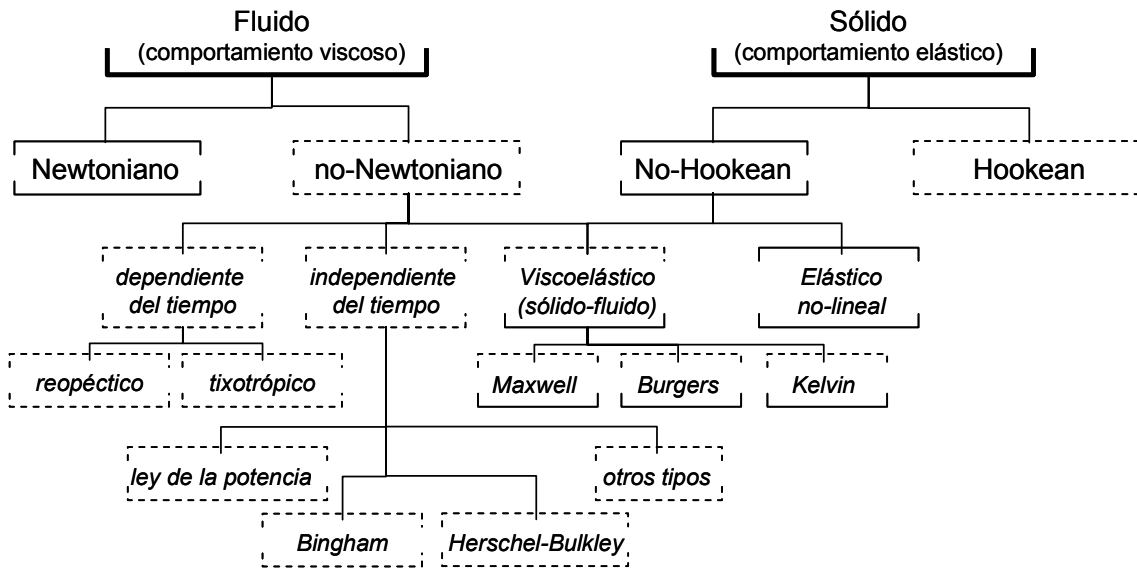 Fluido
(comportamiento viscoso)
Sólido
(comportamiento elástico)
Newtoniano
no-Newtoniano
No-Hookean
Hookean
dependiente
del tiempo
independiente
del tiempo
Viscoelástico
(sólido-fluido)
Elástico
no-lineal
reopéctico
tixotrópico
Maxwell
Burgers
Kelvin
ley de la potencia
otros tipos
Bingham
Herschel-Bulkley